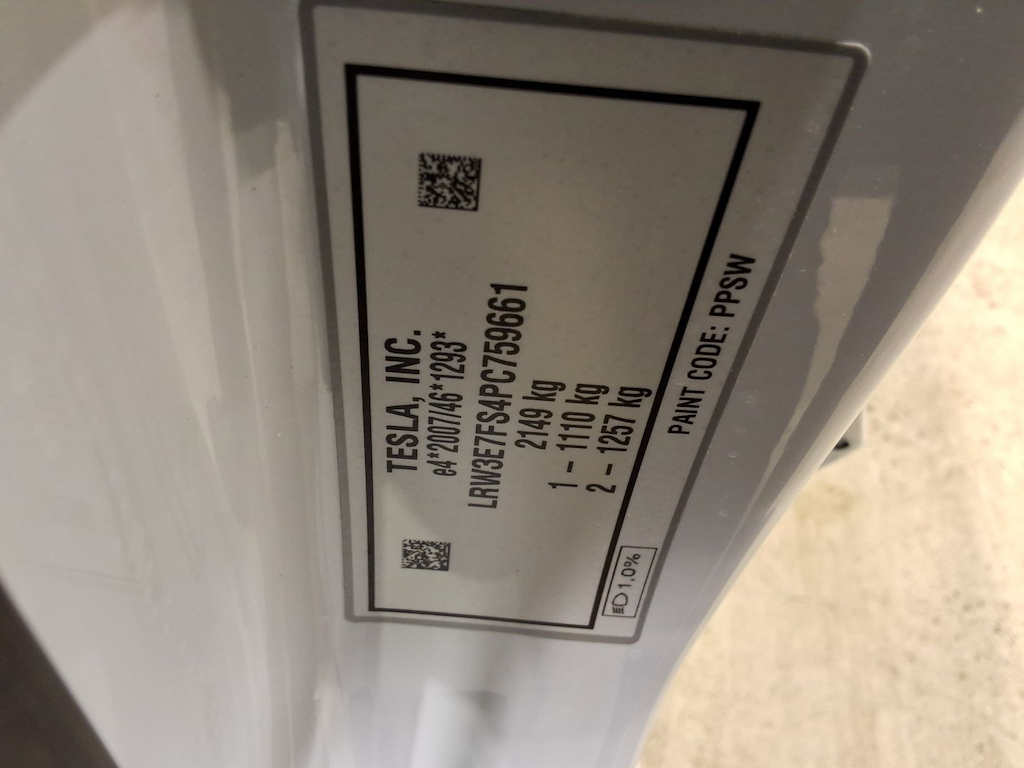 TESLA, INC.
e4*2007/46*1293*
LRW3E7FS4PC759661
2149 kg
1 – 1110 kg
2 – 1257 kg
1.0%
PAINT CODE: PPSW